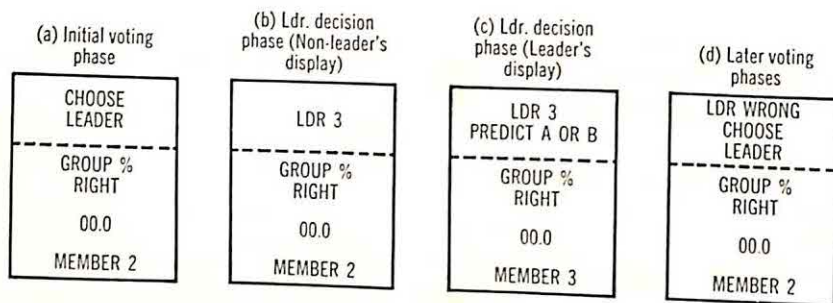 (a) Initial voting
phase
CHOOSE
LEADER
GROUP %
RIGHT
00.0
MEMBER 2
(b) Ldr. decision
phase (Non-leader's
display)
LDR 3
GROUP %
RIGHT
00.0
MEMBER 2
(c) Ldr. decision
phase (Leader's
display)
LDR 3
PREDICT A OR B
GROUP %
RIGHT
00.0
MEMBER 3
(d) Later voting
phases
LDR WRONG
CHOOSE
LEADER
GROUP %
RIGHT
00.0
MEMBER 2